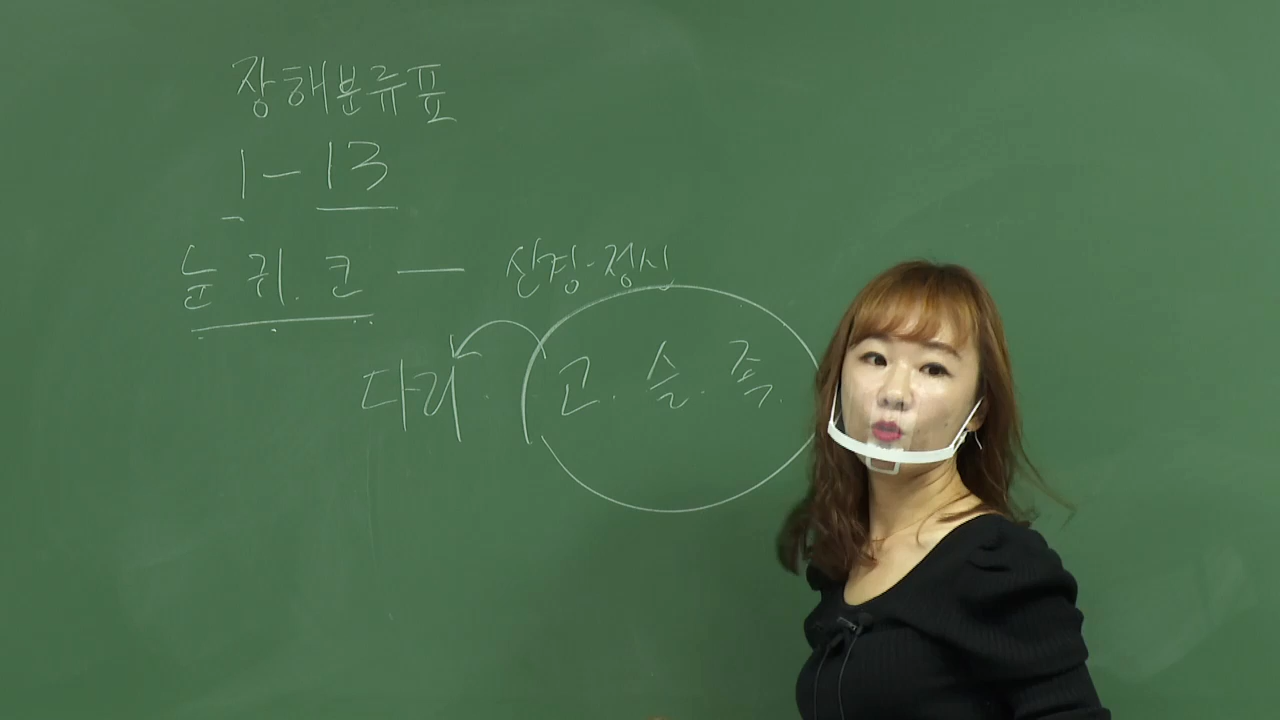 장해분류표
1-13
눈 귀. 코 — 신경·정신
다리. (고. 슬. 족.